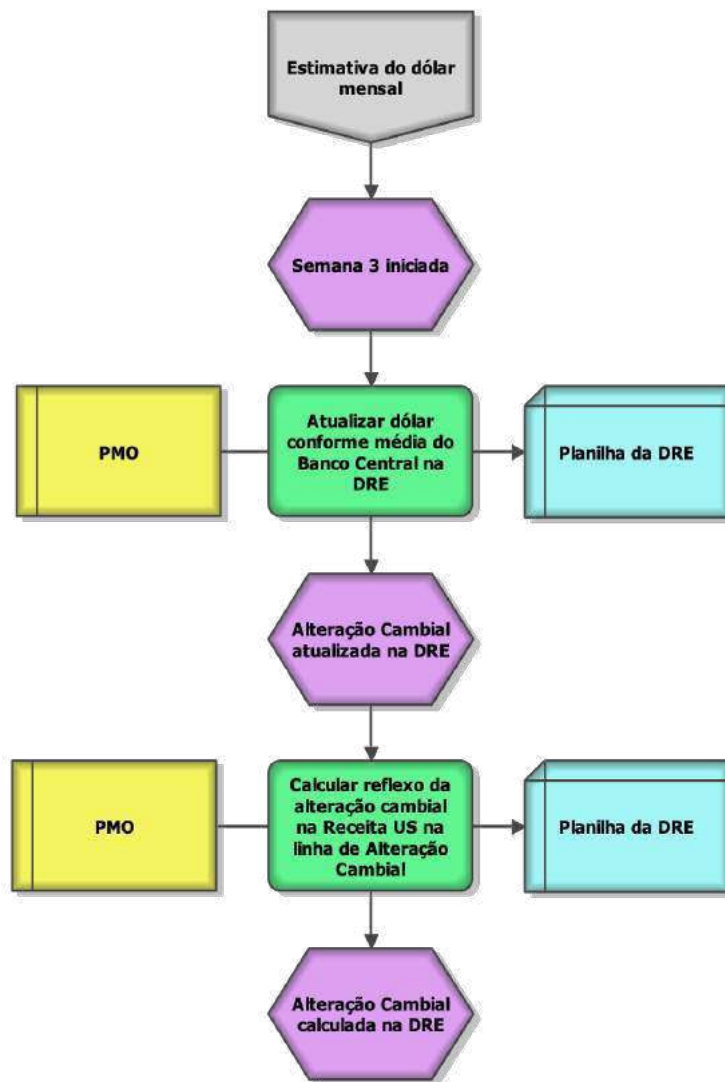 Estimativa do dólar
mensal
Semana 3 iniciada
PMO
Atualizar dólar
conforme média do
Banco Central na
DRE
Planilha da DRE
Alteração Cambial
atualizada na DRE
PMO
Calcular reflexo da
alteração cambial
na Receita US na
linha de Alteração
Cambial
Planilha da DRE
Alteração Cambial
calculada na DRE